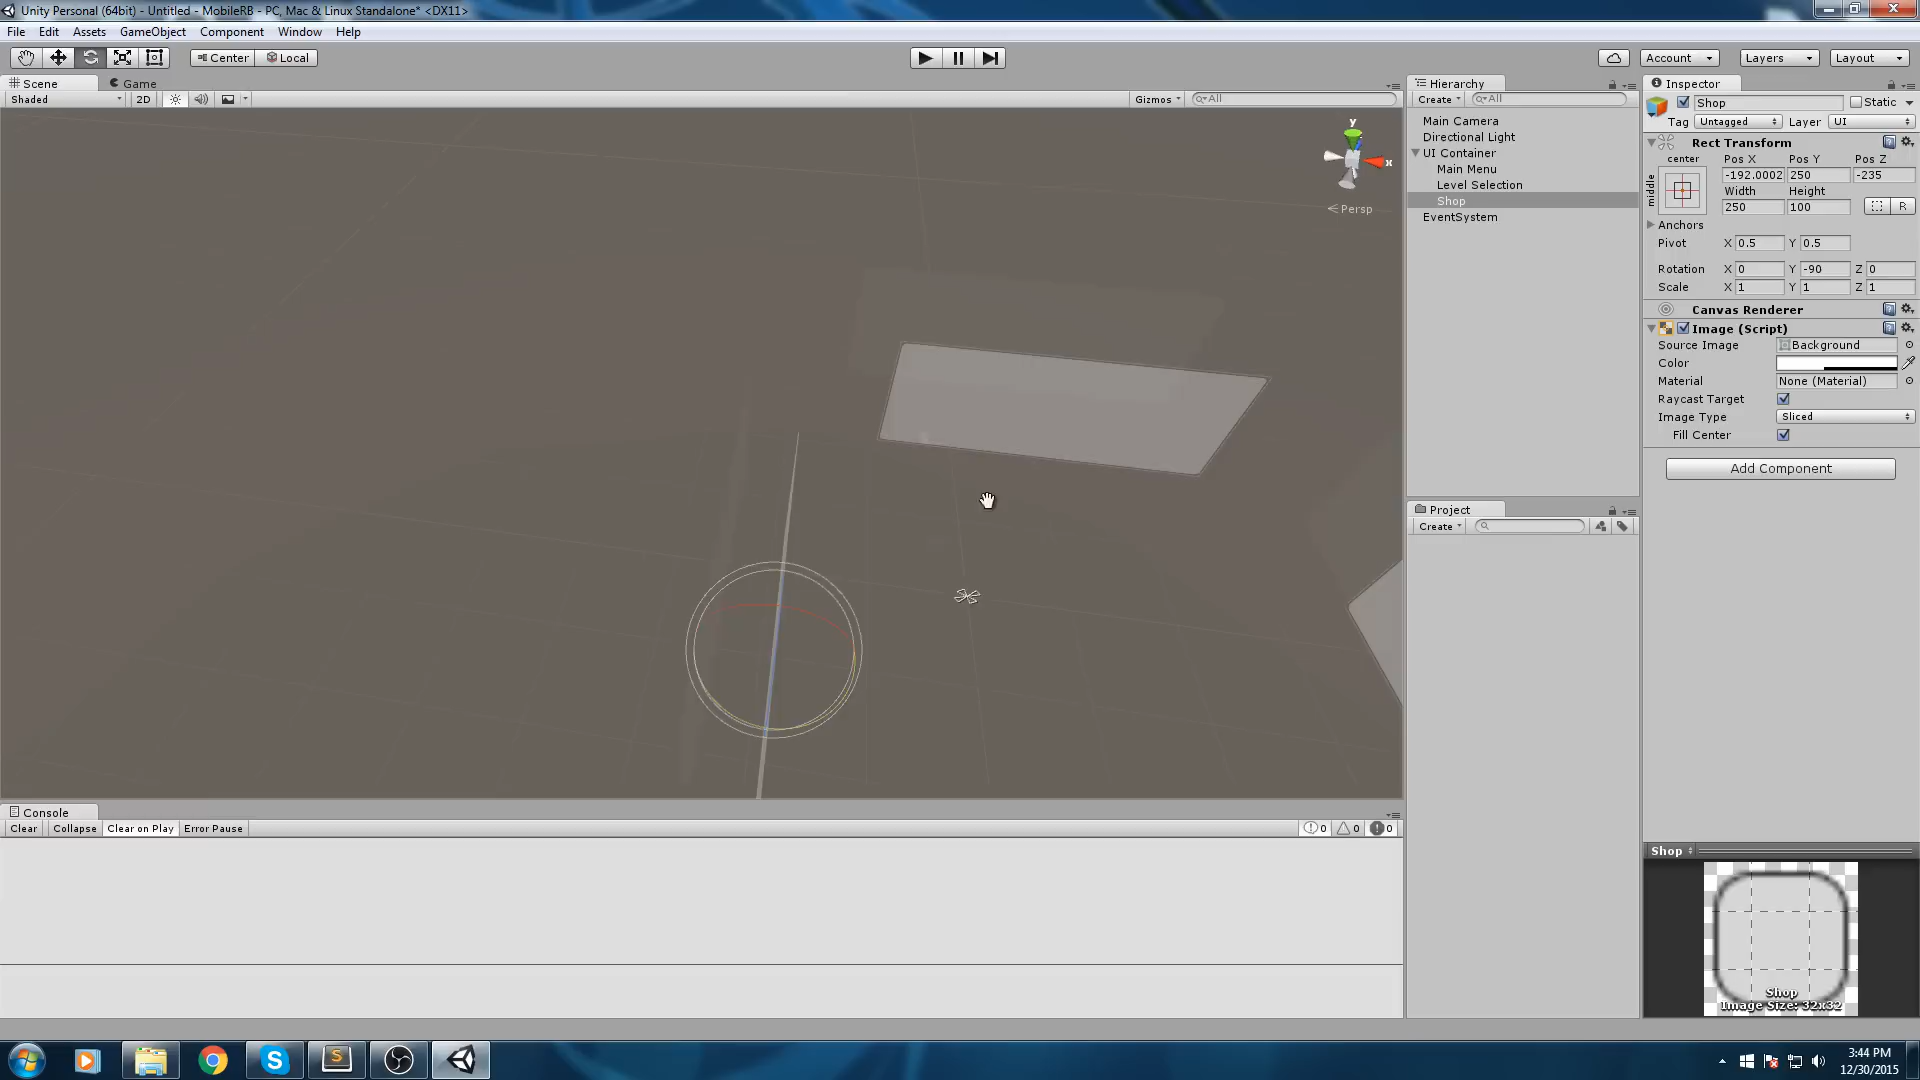 Unity Personal (64bit) - Untitled - MobileRB - PC, Mac & Linux Standalone* <DX11>
File Edit Assets GameObject Component Window Help
Center Local
Account Layers Layout
Scene Game
Shaded 2D Gizmos All
y
x
Persp
Hierarchy
Create All
Main Camera
Directional Light
UI Container
Main Menu
Level Selection
Shop
EventSystem
Project
Create
Inspector
Shop Static
Tag Untagged Layer UI
Rect Transform
center Pos X Pos Y Pos Z
middle -192.0002 250 -235
Width Height
250 100 R
Anchors
Pivot X 0.5 Y 0.5
Rotation X 0 Y -90 Z 0
Scale X 1 Y 1 Z 1
Canvas Renderer
Image (Script)
Source Image Background
Color
Material None (Material)
Raycast Target
Image Type Sliced
Fill Center
Add Component
Console
Clear Collapse Clear on Play Error Pause 0 0 0
Shop
Shop
Image Size: 32x32
3:44 PM
12/30/2015